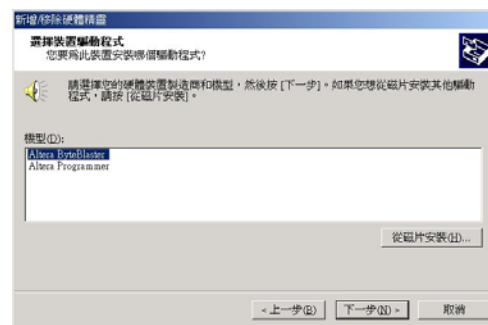 新增/移除硬體精靈
選擇裝置驅動程式
您要為此裝置安裝哪個驅動程式?
請選擇您的硬體裝置製造商和機型，然後按 [下一步]。如果您想從磁片安裝其他驅動
程式，請按 [從磁片安裝]。
機型(D):
Altera ByteBlaster
Altera Programmer
從磁片安裝(H)...
<上一步(B)
下一步(N)>
取消